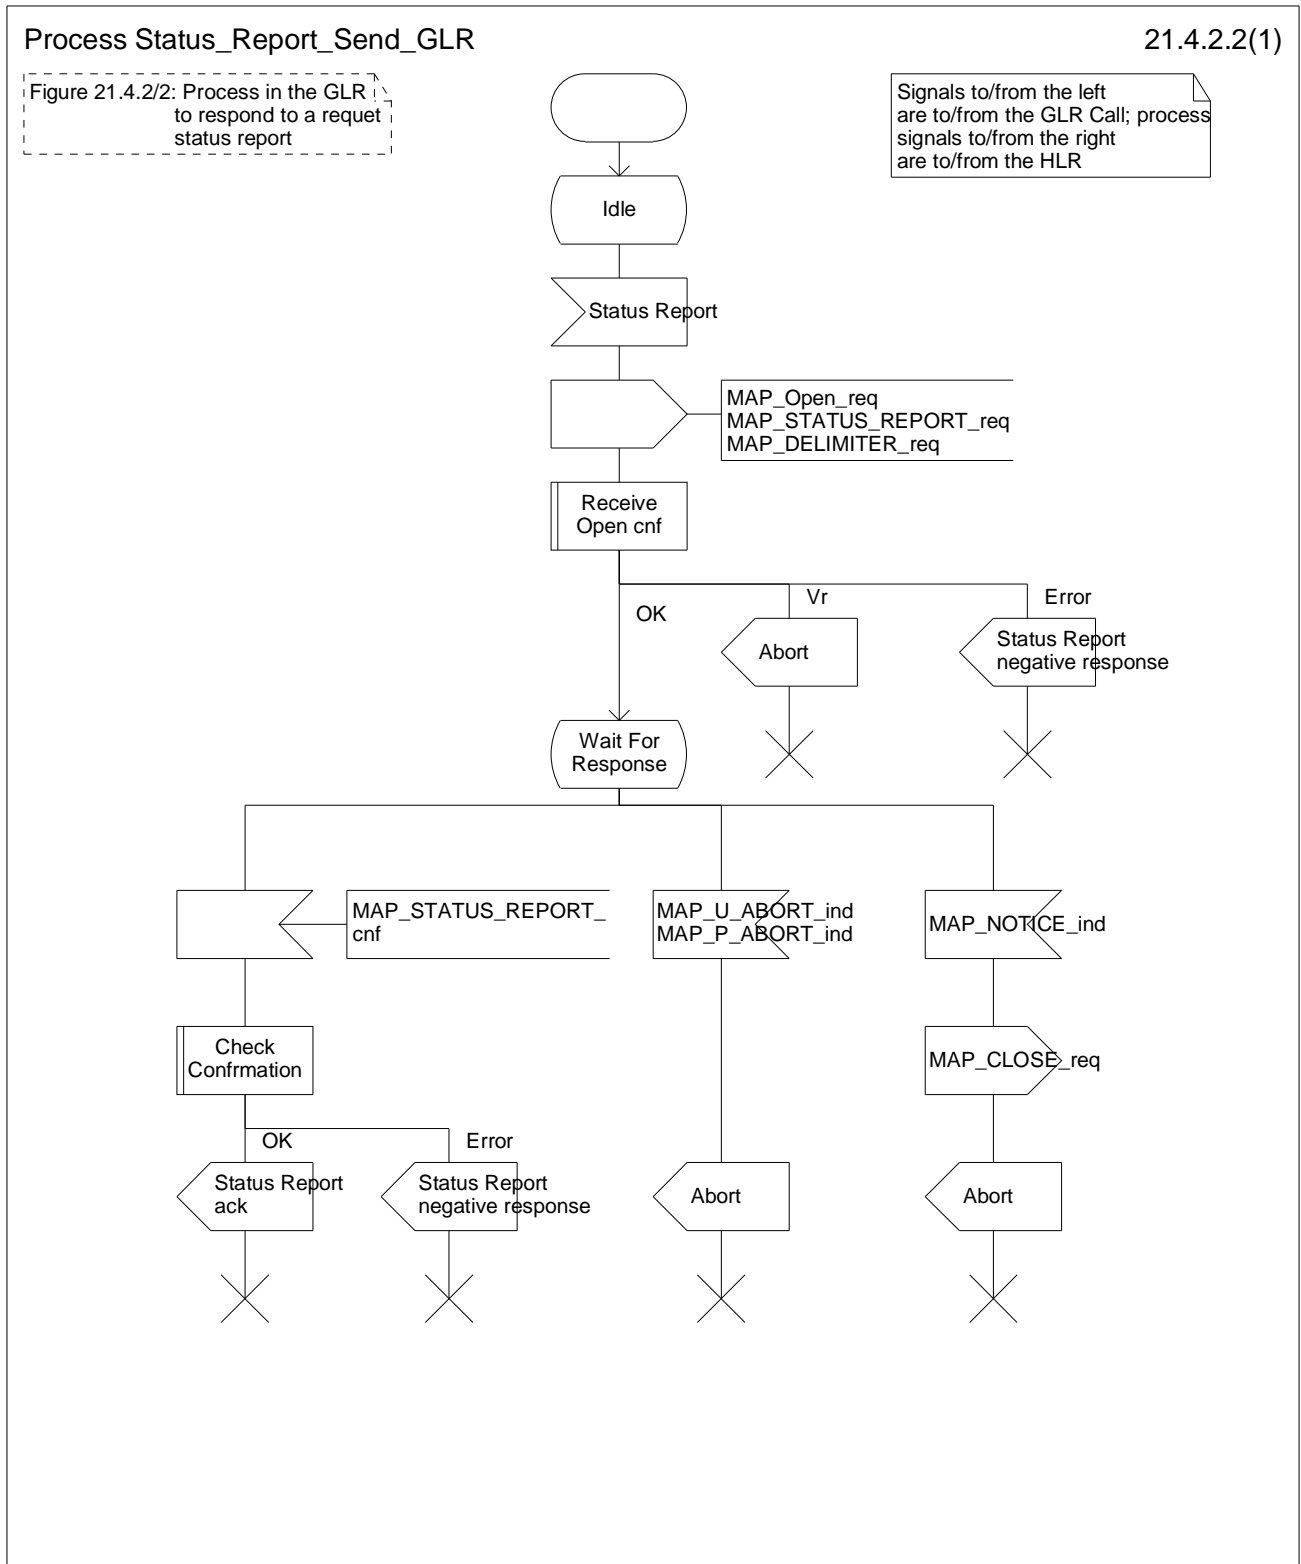 Process Status_Report_Send_GLR
21.4.2.2(1)
Figure 21.4.2/2: Process in the GLR
to respond to a requet
status report
Signals to/from the left
are to/from the GLR Call; process
signals to/from the right
are to/from the HLR
Idle
Status Report
MAP_Open_req
MAP_STATUS_REPORT_req
MAP_DELIMITER_req
Receive
Open cnf
OK
Vr
Error
Abort
Status Report
negative response
Wait For
Response
MAP_STATUS_REPORT_
cnf
MAP_U_ABORT_ind
MAP_P_ABORT_ind
MAP_NOTICE_ind
Check
Confrmation
MAP_CLOSE_req
OK
Error
Status Report
ack
Status Report
negative response
Abort
Abort